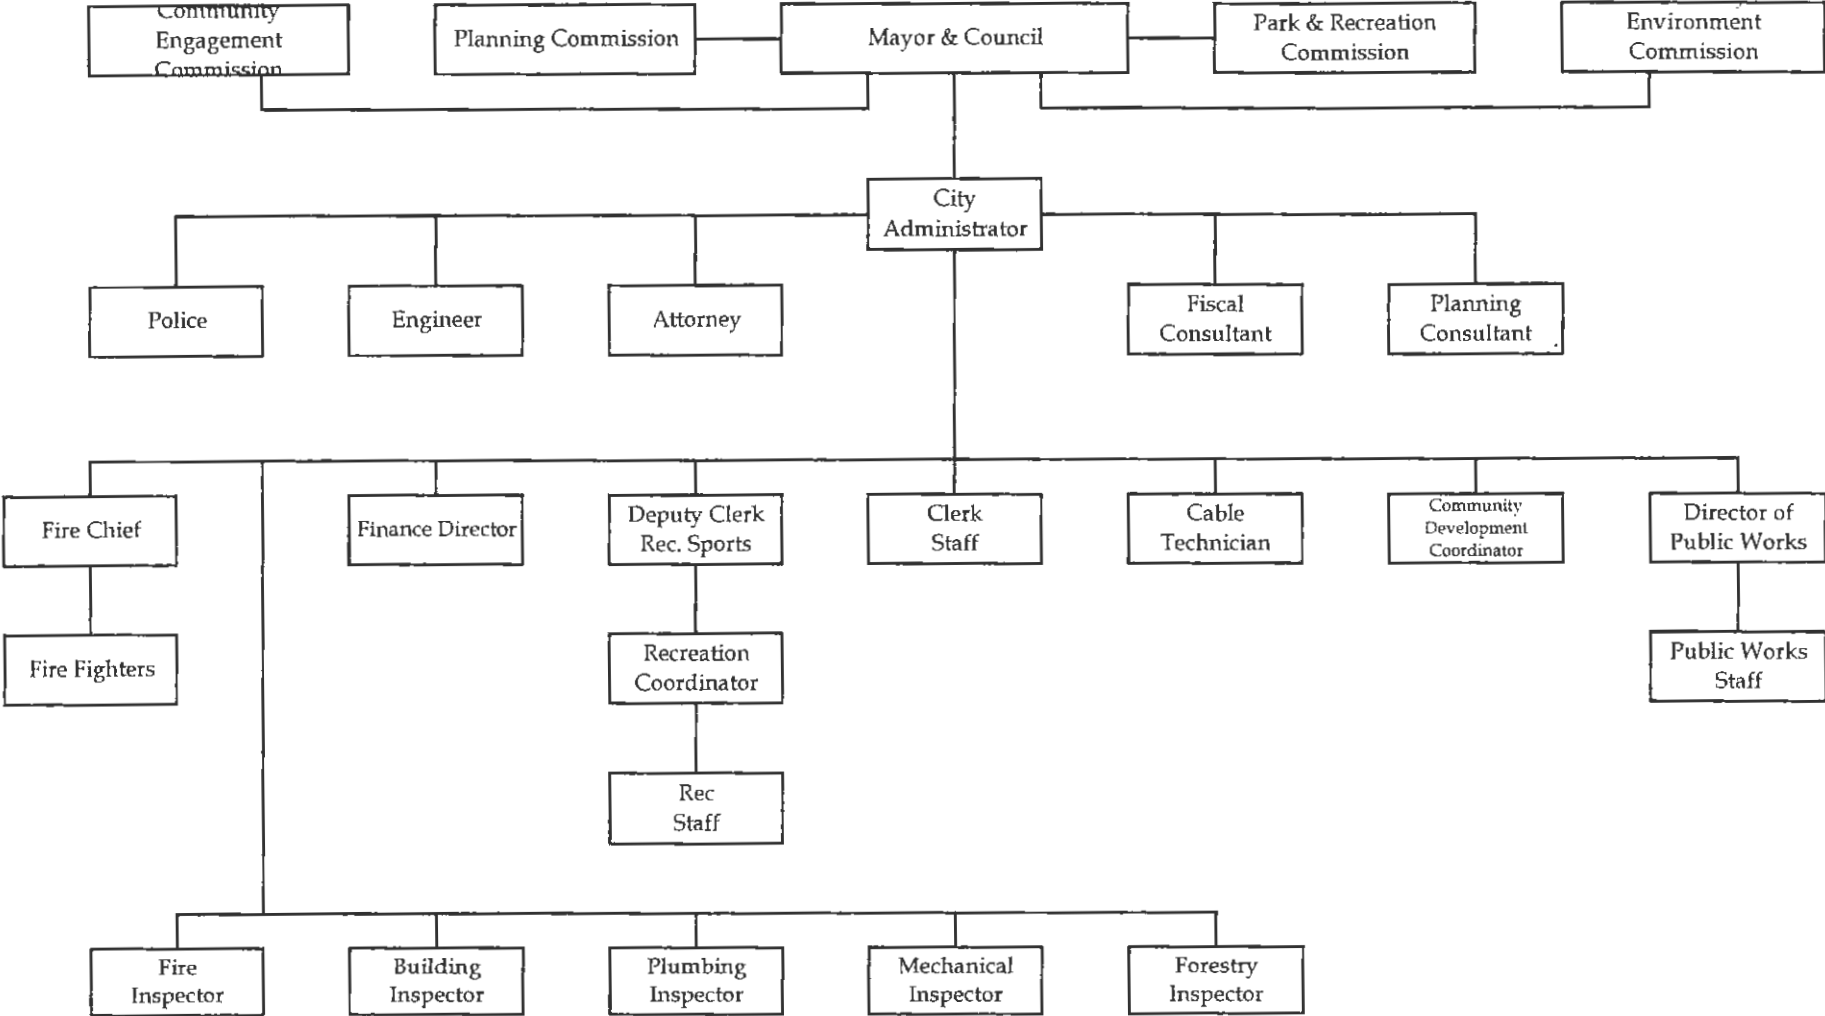 Community
Engagement
Commission
Planning Commission
Mayor & Council
Park & Recreation
Commission
Environment
Commission
City
Administrator
Police
Engineer
Attorney
Fiscal
Consultant
Planning
Consultant
Fire Chief
Finance Director
Deputy Clerk
Rec. Sports
Clerk
Staff
Cable
Technician
Community
Development
Coordinator
Director of
Public Works
Fire Fighters
Recreation
Coordinator
Public Works
Staff
Rec
Staff
Fire
Inspector
Building
Inspector
Plumbing
Inspector
Mechanical
Inspector
Forestry
Inspector